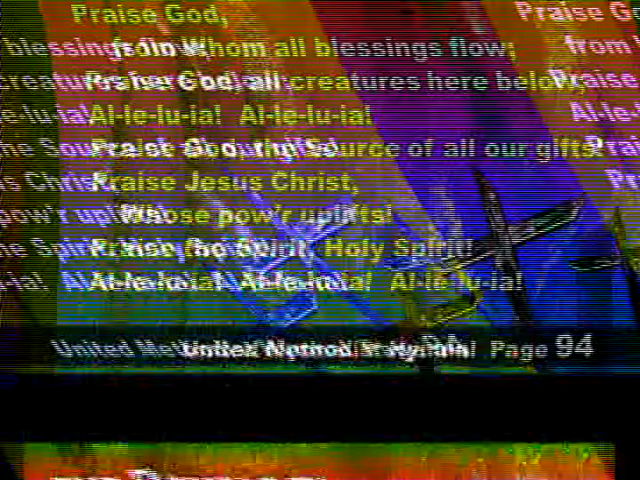 Praise God,
from Whom all blessings flow;
Praise God, all creatures here below,
Al-le-lu-ia! Al-le-lu-ia!
Praise God, the Source of all our gifts!
Praise Jesus Christ,
Whose pow'r uplifts!
Praise the Spirit, Holy Spirit!
Al-le-lu-ia! Al-le-lu-ia! Al-le-lu-ia!
United Methodist Hymnal Page 94